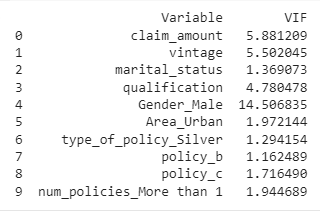 Variable VIF
0 claim_amount 5.881209
1 vintage 5.502045
2 marital_status 1.369073
3 qualification 4.780478
4 Gender_Male 14.506835
5 Area_Urban 1.972144
6 type_of_policy_Silver 1.294154
7 policy_b 1.162489
8 policy_c 1.716490
9 num_policies_More than 1 1.944689